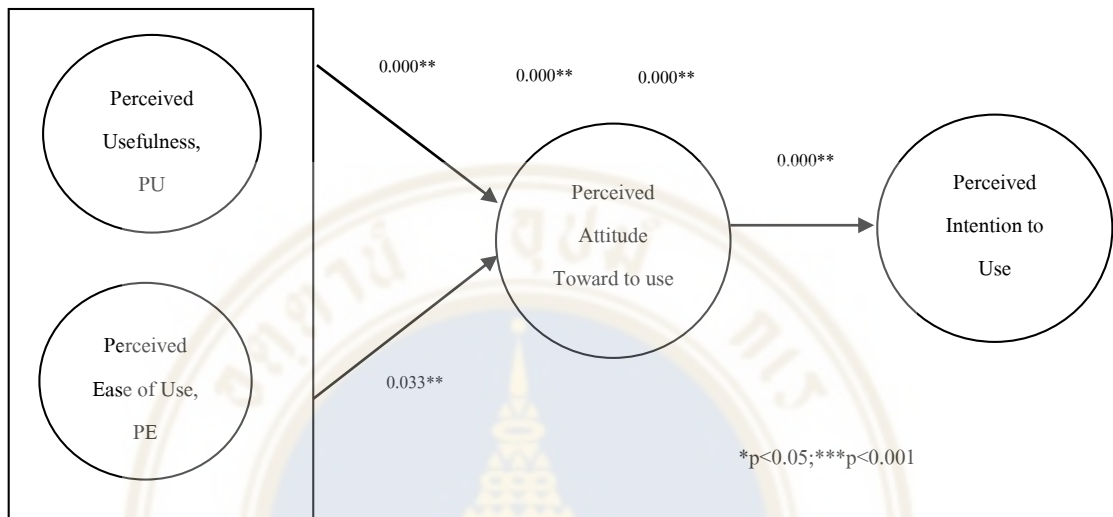 0.000**
0.000**
0.000**
Perceived
Usefulness,
PU
0.000**
Perceived
Attitude
Toward to use
Perceived
Intention to
Use
Perceived
Ease of Use,
PE
0.033**
*p<0.05;***p<0.001